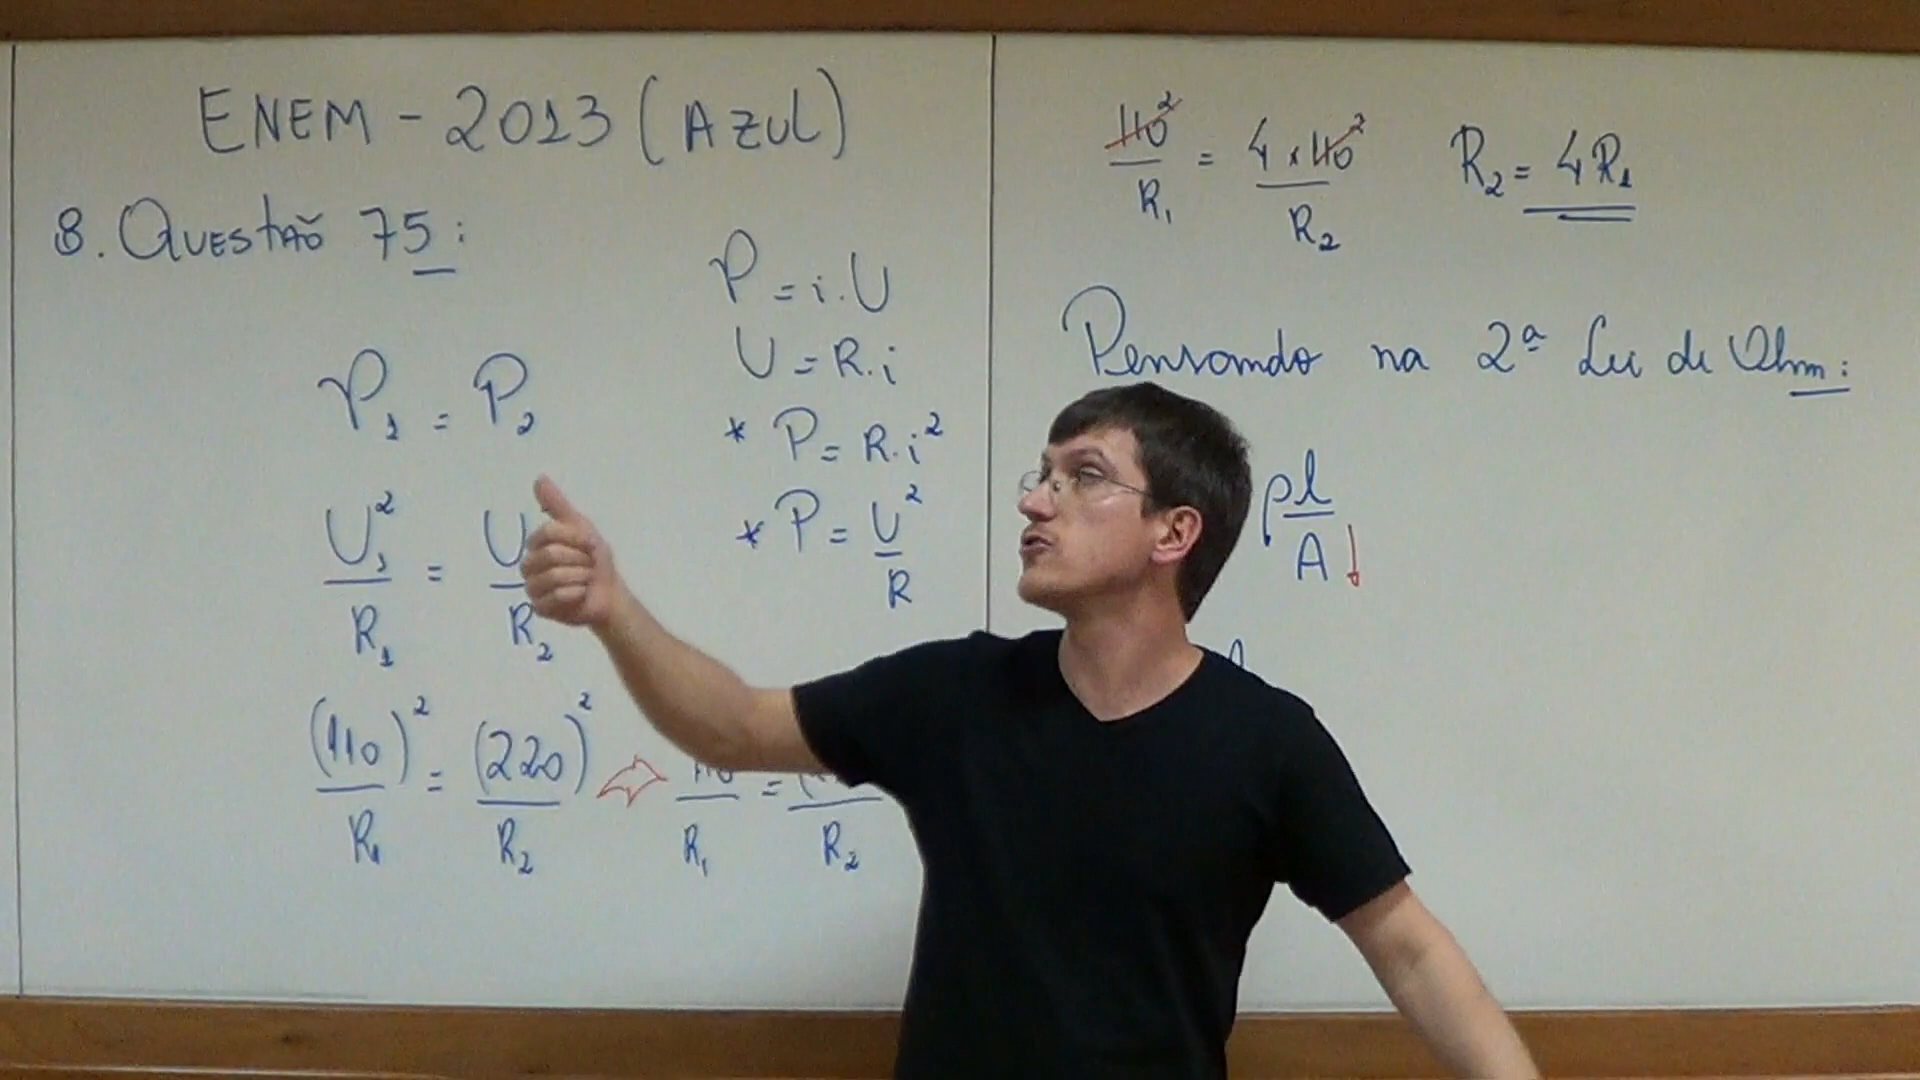 ENEM - 2013 (AZUL)
8. QUESTÃO 75:
P₁ = P₂
U₁²/R₁ = U/R₂
(110)²/R₁ = (220)²/R₂ ⇨ 110/R₁ = /R₂
P = i.U
U = R.i
* P = R.i²
* P = U²/R
110²/R₁ = 4 x 110²/R₂ R₂ = 4R₁
Pensando na 2ª Lei de Ohm:
ρl/A ↓